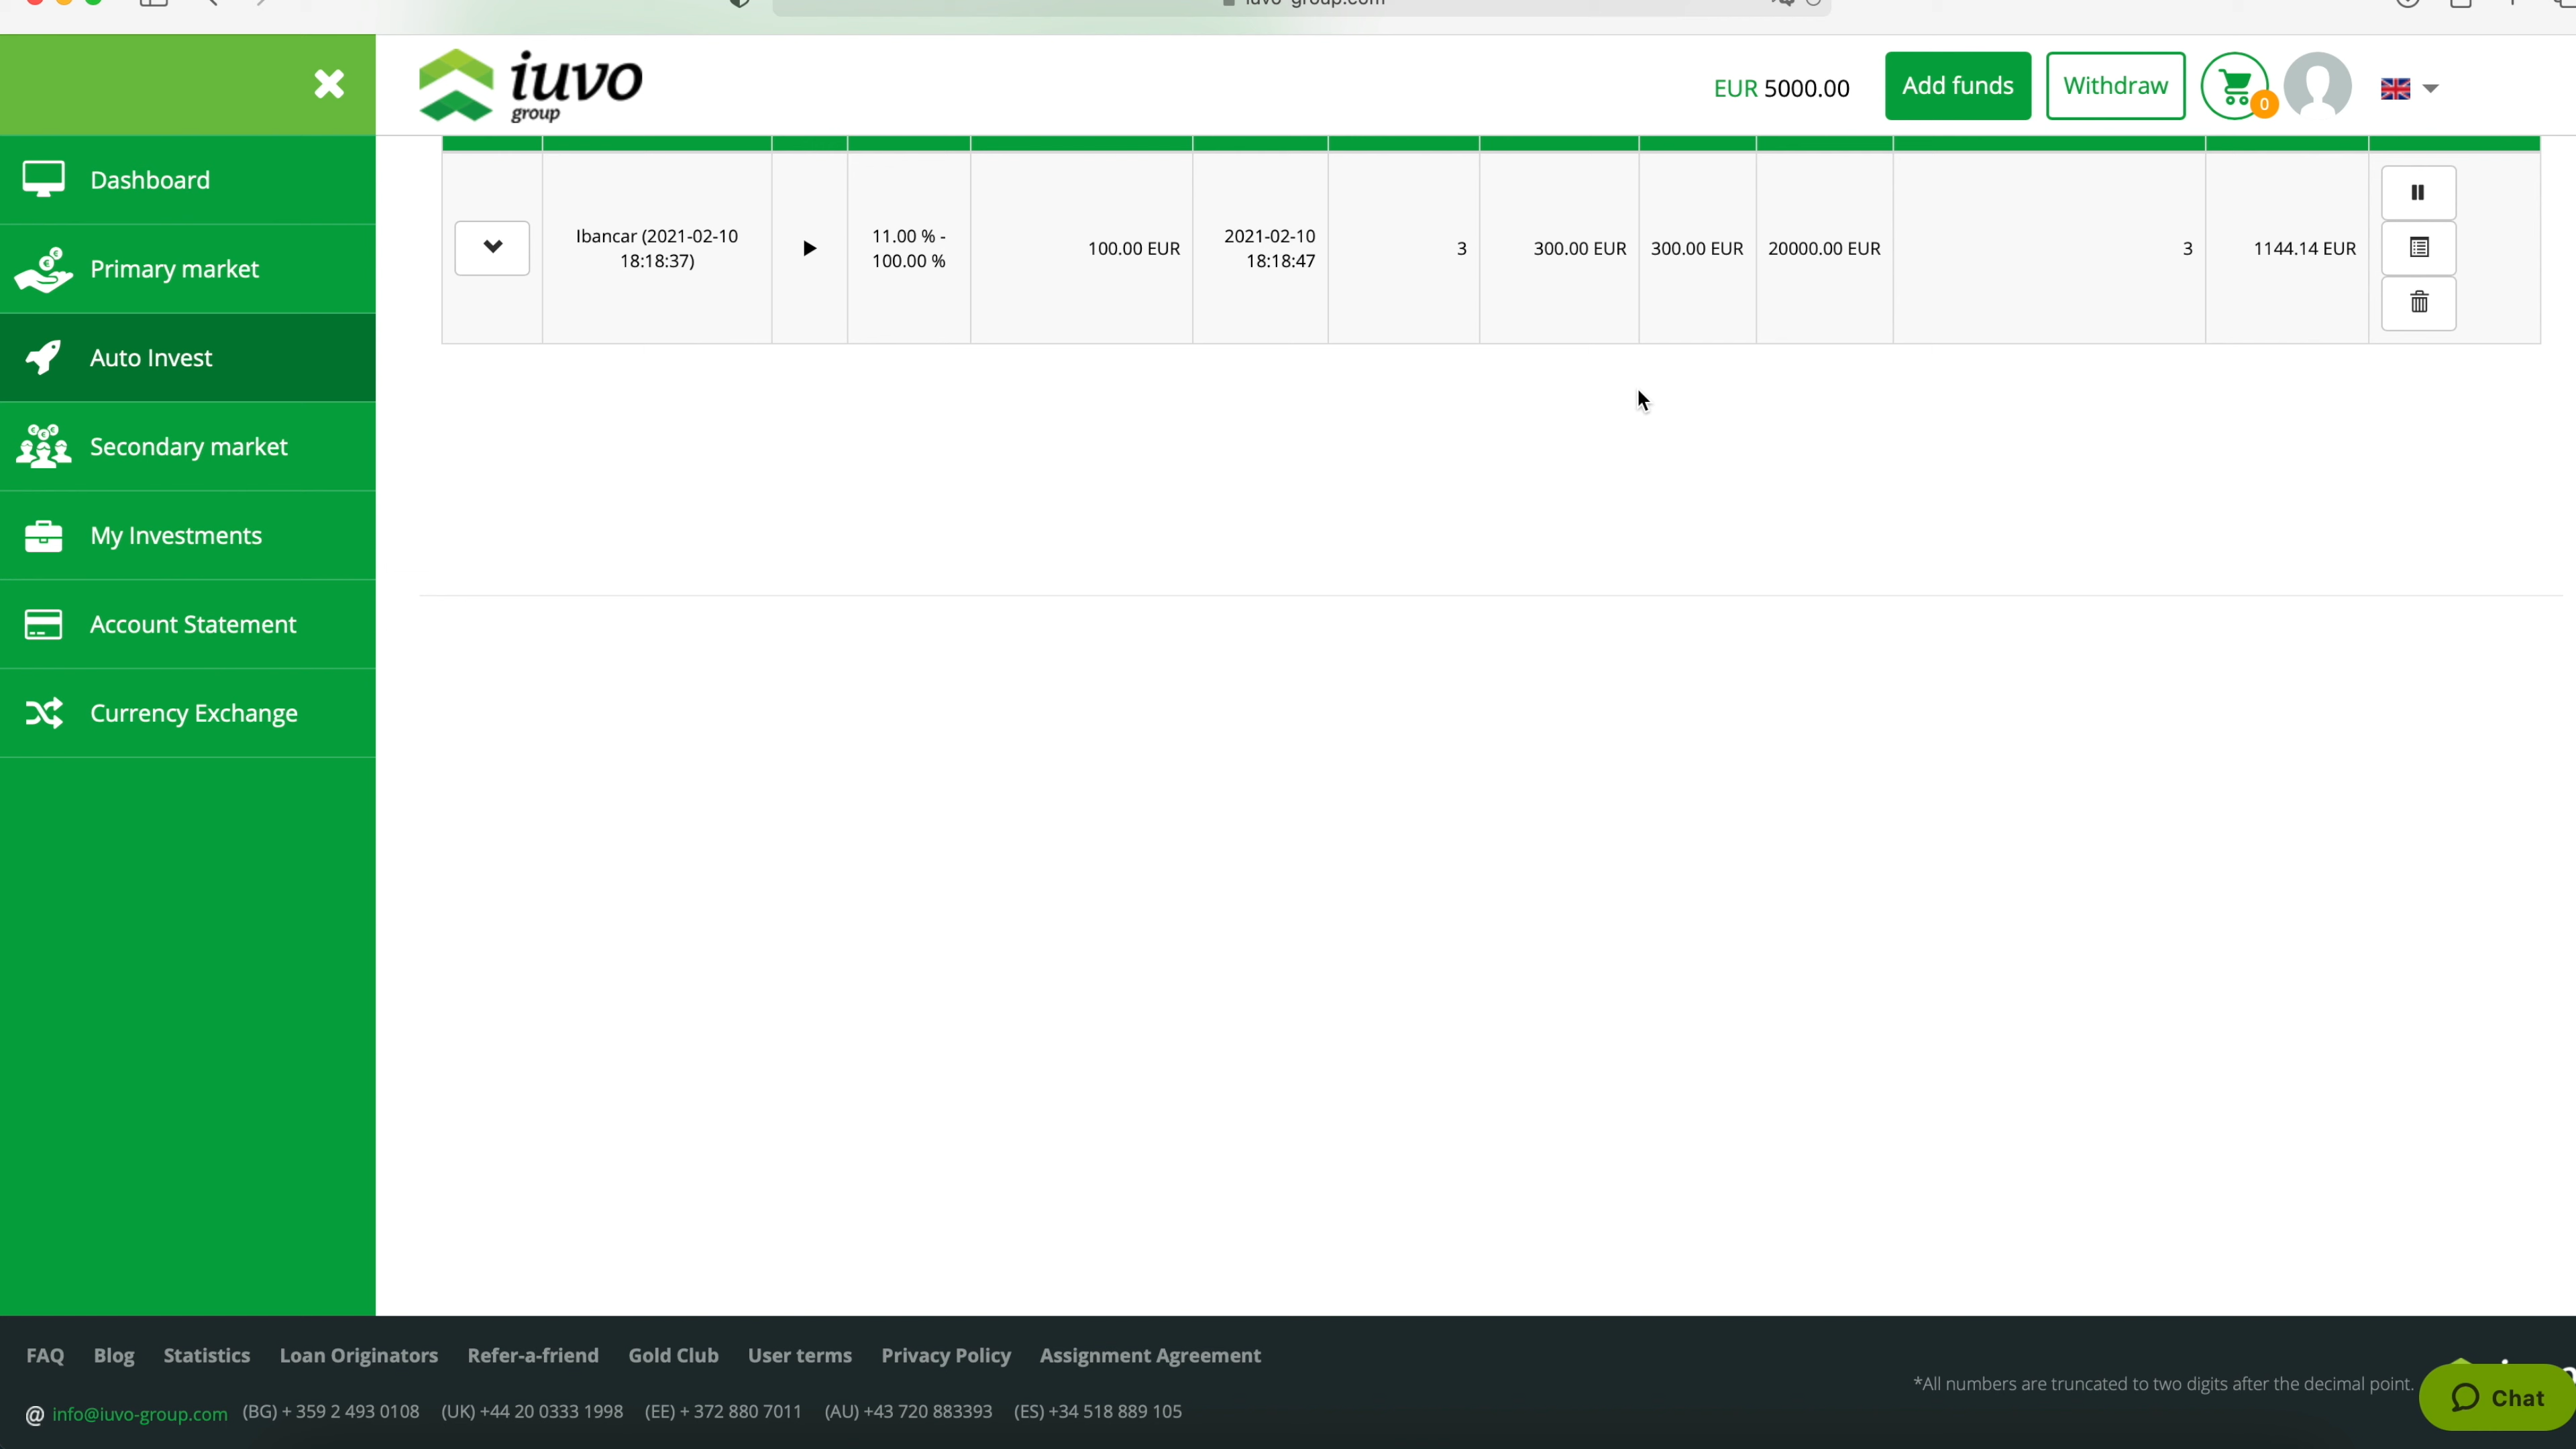 iuvo
group
EUR 5000.00
Add funds
Withdraw
0
Dashboard
Primary market
Auto Invest
Secondary market
My Investments
Account Statement
Currency Exchange
Ibancar (2021-02-10
18:18:37)
11.00 % -
100.00 %
100.00 EUR
2021-02-10
18:18:47
3
300.00 EUR
300.00 EUR
20000.00 EUR
3
1144.14 EUR
FAQ Blog Statistics Loan Originators Refer-a-friend Gold Club User terms Privacy Policy Assignment Agreement
*All numbers are truncated to two digits after the decimal point.
@ info@iuvo-group.com (BG) + 359 2 493 0108 (UK) +44 20 0333 1998 (EE) + 372 880 7011 (AU) +43 720 883393 (ES) +34 518 889 105
Chat